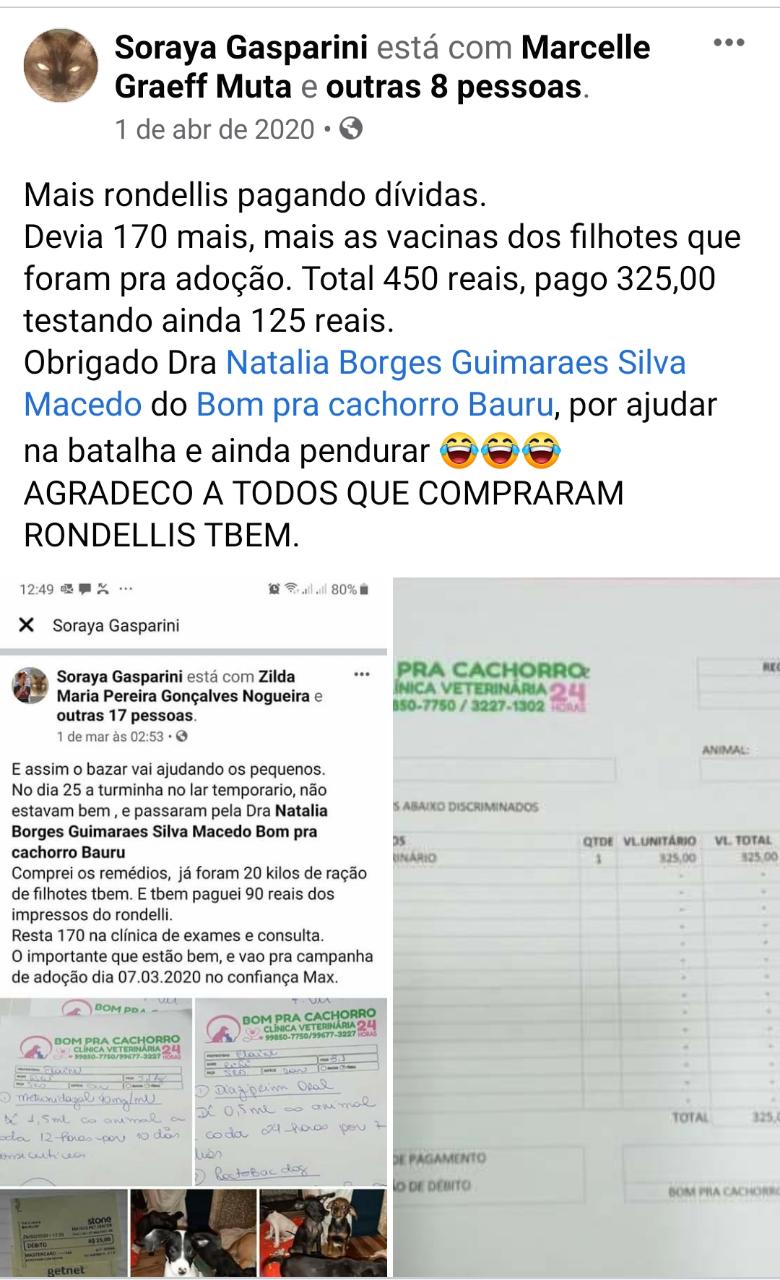 Soraya Gasparini está com Marcelle
Graeff Muta e outras 8 pessoas.
1 de abr de 2020 •
Mais rondellis pagando dívidas.
Devia 170 mais, mais as vacinas dos filhotes que
foram pra adoção. Total 450 reais, pago 325,00
testando ainda 125 reais.
Obrigado Dra Natalia Borges Guimaraes Silva
Macedo do Bom pra cachorro Bauru, por ajudar
na batalha e ainda pendurar 😂😂😂
AGRADECO A TODOS QUE COMPRARAM
RONDELLIS TBEM.
12:49 ... 80%
X Soraya Gasparini
Soraya Gasparini está com Zilda
Maria Pereira Gonçalves Nogueira e
outras 17 pessoas.
1 de mar às 02:53 •
E assim o bazar vai ajudando os pequenos.
No dia 25 a turminha no lar temporario, não
estavam bem , e passaram pela Dra Natalia
Borges Guimaraes Silva Macedo Bom pra
cachorro Bauru
Comprei os remédios, já foram 20 kilos de ração
de filhotes tbem. E tbem paguei 90 reais dos
impressos do rondelli.
Resta 170 na clínica de exames e consulta.
O importante que estão bem, e vao pra campanha
de adoção dia 07.03.2020 no confiança Max.
BOM PRA
BOM PRA CACHORRO
CLÍNICA VETERINÁRIA 24
HORAS
99850-7750/99677-3227
Elaine
1,5ml ao animal a
cada 12 horas por 10 dias
BOM PRA CACHORRO
CLÍNICA VETERINÁRIA 24
HORAS
99850-7750/99677-3227
Elaine
Diazepam Oral
0,5ml ao animal
cada 24 horas por 7
dias
stone
DEBITO
getnet
PRA CACHORRO
ÍNICA VETERINÁRIA 24
HORAS
850-7750 / 3227-1302
REC
ANIMAL:
S ABAIXO DISCRIMINADOS
OS QTDE VL.UNITÁRIO VL. TOTAL
RINÁRIO 1 325,00 325,00
TOTAL 325,0
DE PAGAMENTO
ÃO DE DÉBITO
BOM PRA CACHORRO